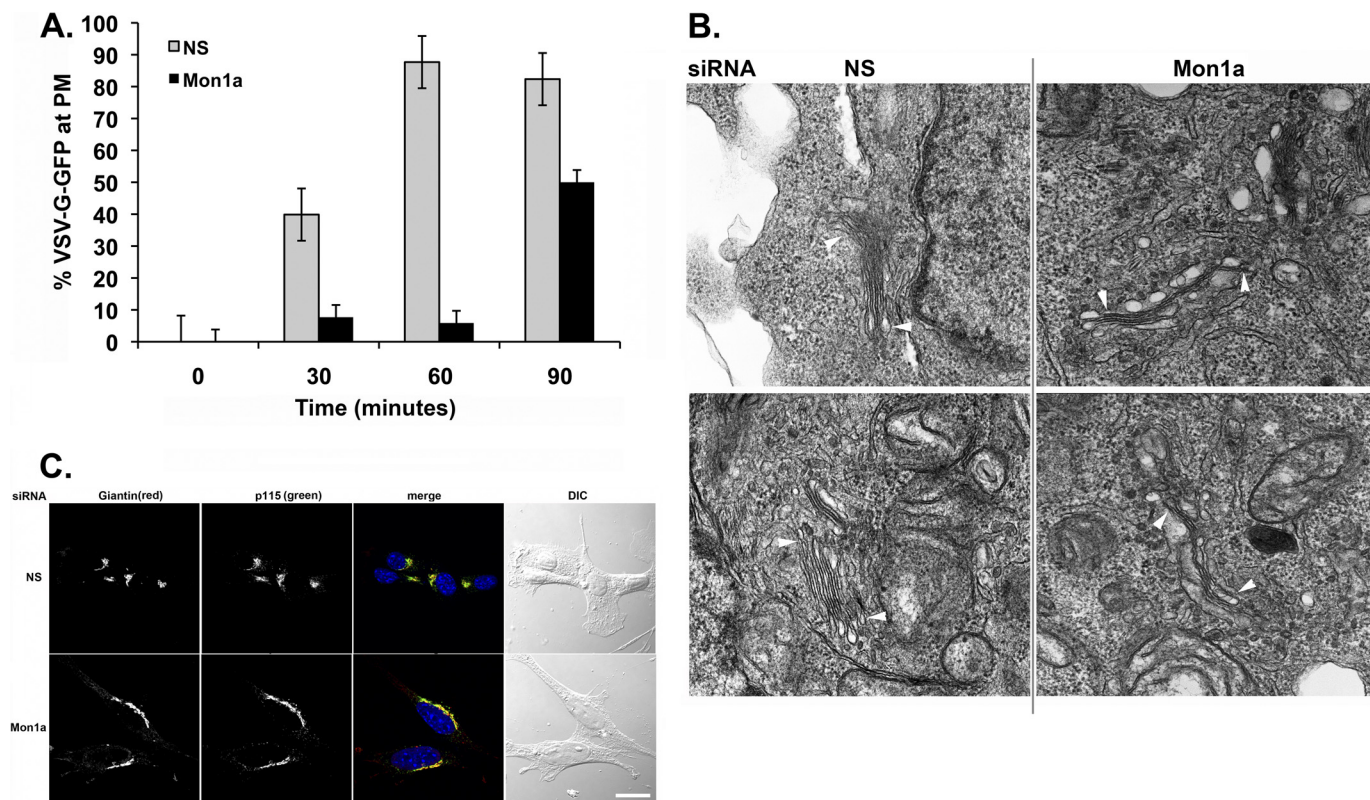 A.
% VSV-G-GFP at PM
100
90
80
70
60
50
40
30
20
10
0
NS
Mon1a
0 30 60 90
Time (minutes)
B.
siRNA NS Mon1a
C.
siRNA Giantin(red) p115 (green) merge DIC
NS
Mon1a